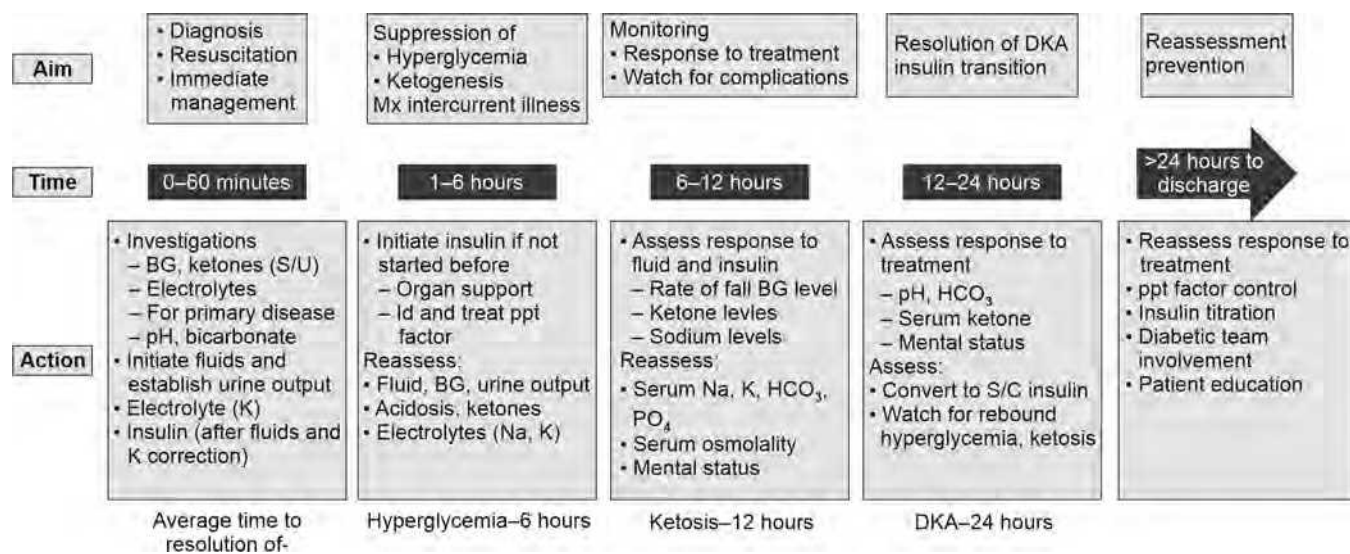 Aim
• Diagnosis
• Resuscitation
• Immediate
management
Suppression of
• Hyperglycemia
• Ketogenesis
Mx intercurrent illness
Monitoring
• Response to treatment
• Watch for complications
Resolution of DKA
insulin transition
Reassessment
prevention
Time
0–60 minutes
1–6 hours
6–12 hours
12–24 hours
>24 hours to
discharge
Action
• Investigations
– BG, ketones (S/U)
– Electrolytes
– For primary disease
– pH, bicarbonate
• Initiate fluids and
establish urine output
• Electrolyte (K)
• Insulin (after fluids and
K correction)
• Initiate insulin if not
started before
– Organ support
– Id and treat ppt
factor
Reassess:
• Fluid, BG, urine output
• Acidosis, ketones
• Electrolytes (Na, K)
• Assess response to
fluid and insulin
– Rate of fall BG level
– Ketone levles
– Sodium levels
Reassess:
• Serum Na, K, HCO₃,
PO₄
• Serum osmolality
• Mental status
• Assess response to
treatment
– pH, HCO₃
– Serum ketone
– Mental status
Assess:
• Convert to S/C insulin
• Watch for rebound
hyperglycemia, ketosis
• Reassess response to
treatment
• ppt factor control
• Insulin titration
• Diabetic team
involvement
• Patient education
Average time to
resolution of-
Hyperglycemia–6 hours
Ketosis–12 hours
DKA–24 hours